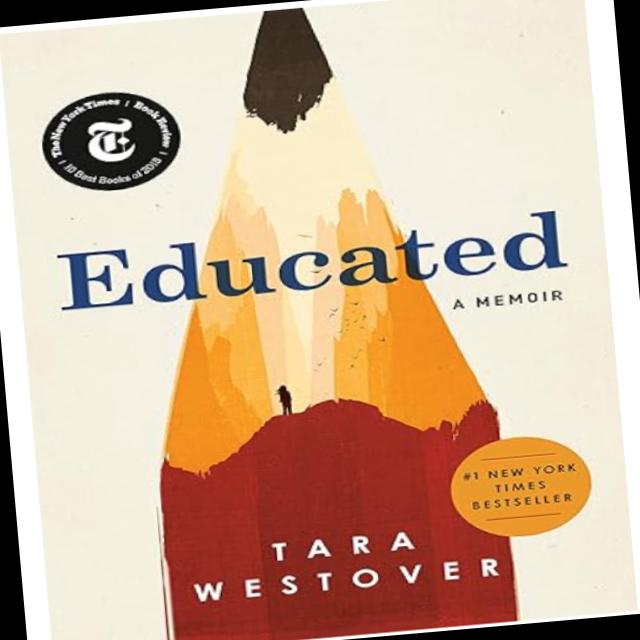 The New York Times | Book Review
| 10 Best Books of 2018 |
T
Educated
A MEMOIR
#1 NEW YORK
TIMES
BESTSELLER
TARA
WESTOVER